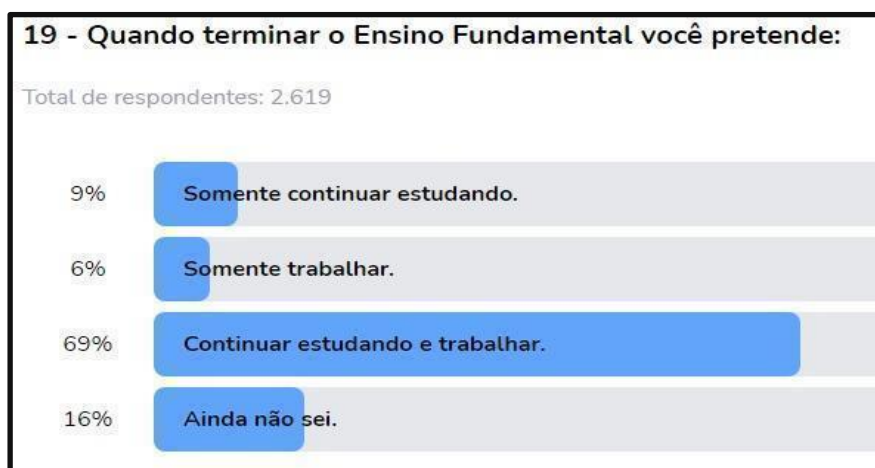 19 - Quando terminar o Ensino Fundamental você pretende:
Total de respondentes: 2.619
9% Somente continuar estudando.
6% Somente trabalhar.
69% Continuar estudando e trabalhar.
16% Ainda não sei.